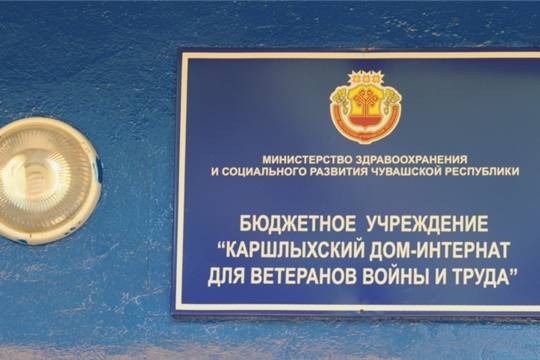 МИНИСТЕРСТВО ЗДРАВООХРАНЕНИЯ
И СОЦИАЛЬНОГО РАЗВИТИЯ ЧУВАШСКОЙ РЕСПУБЛИКИ
БЮДЖЕТНОЕ УЧРЕЖДЕНИЕ
“КАРШЛЫХСКИЙ ДОМ-ИНТЕРНАТ
ДЛЯ ВЕТЕРАНОВ ВОЙНЫ И ТРУДА”